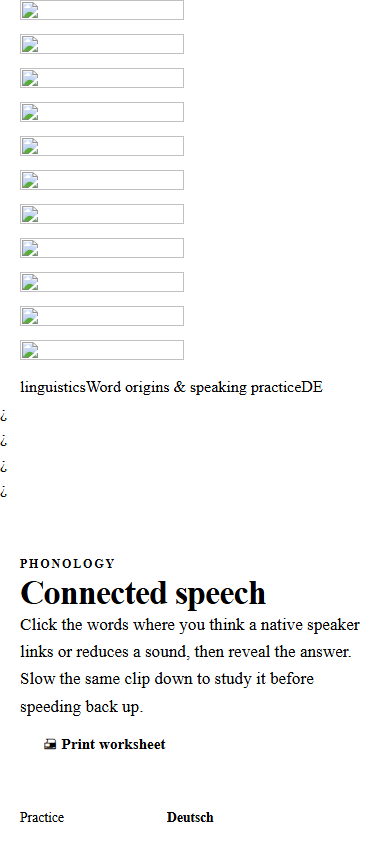 linguisticsWord origins & speaking practiceDE
¿
¿
¿
¿
PHONOLOGY
Connected speech
Click the words where you think a native speaker
links or reduces a sound, then reveal the answer.
Slow the same clip down to study it before
speeding back up.
Print worksheet
Practice Deutsch